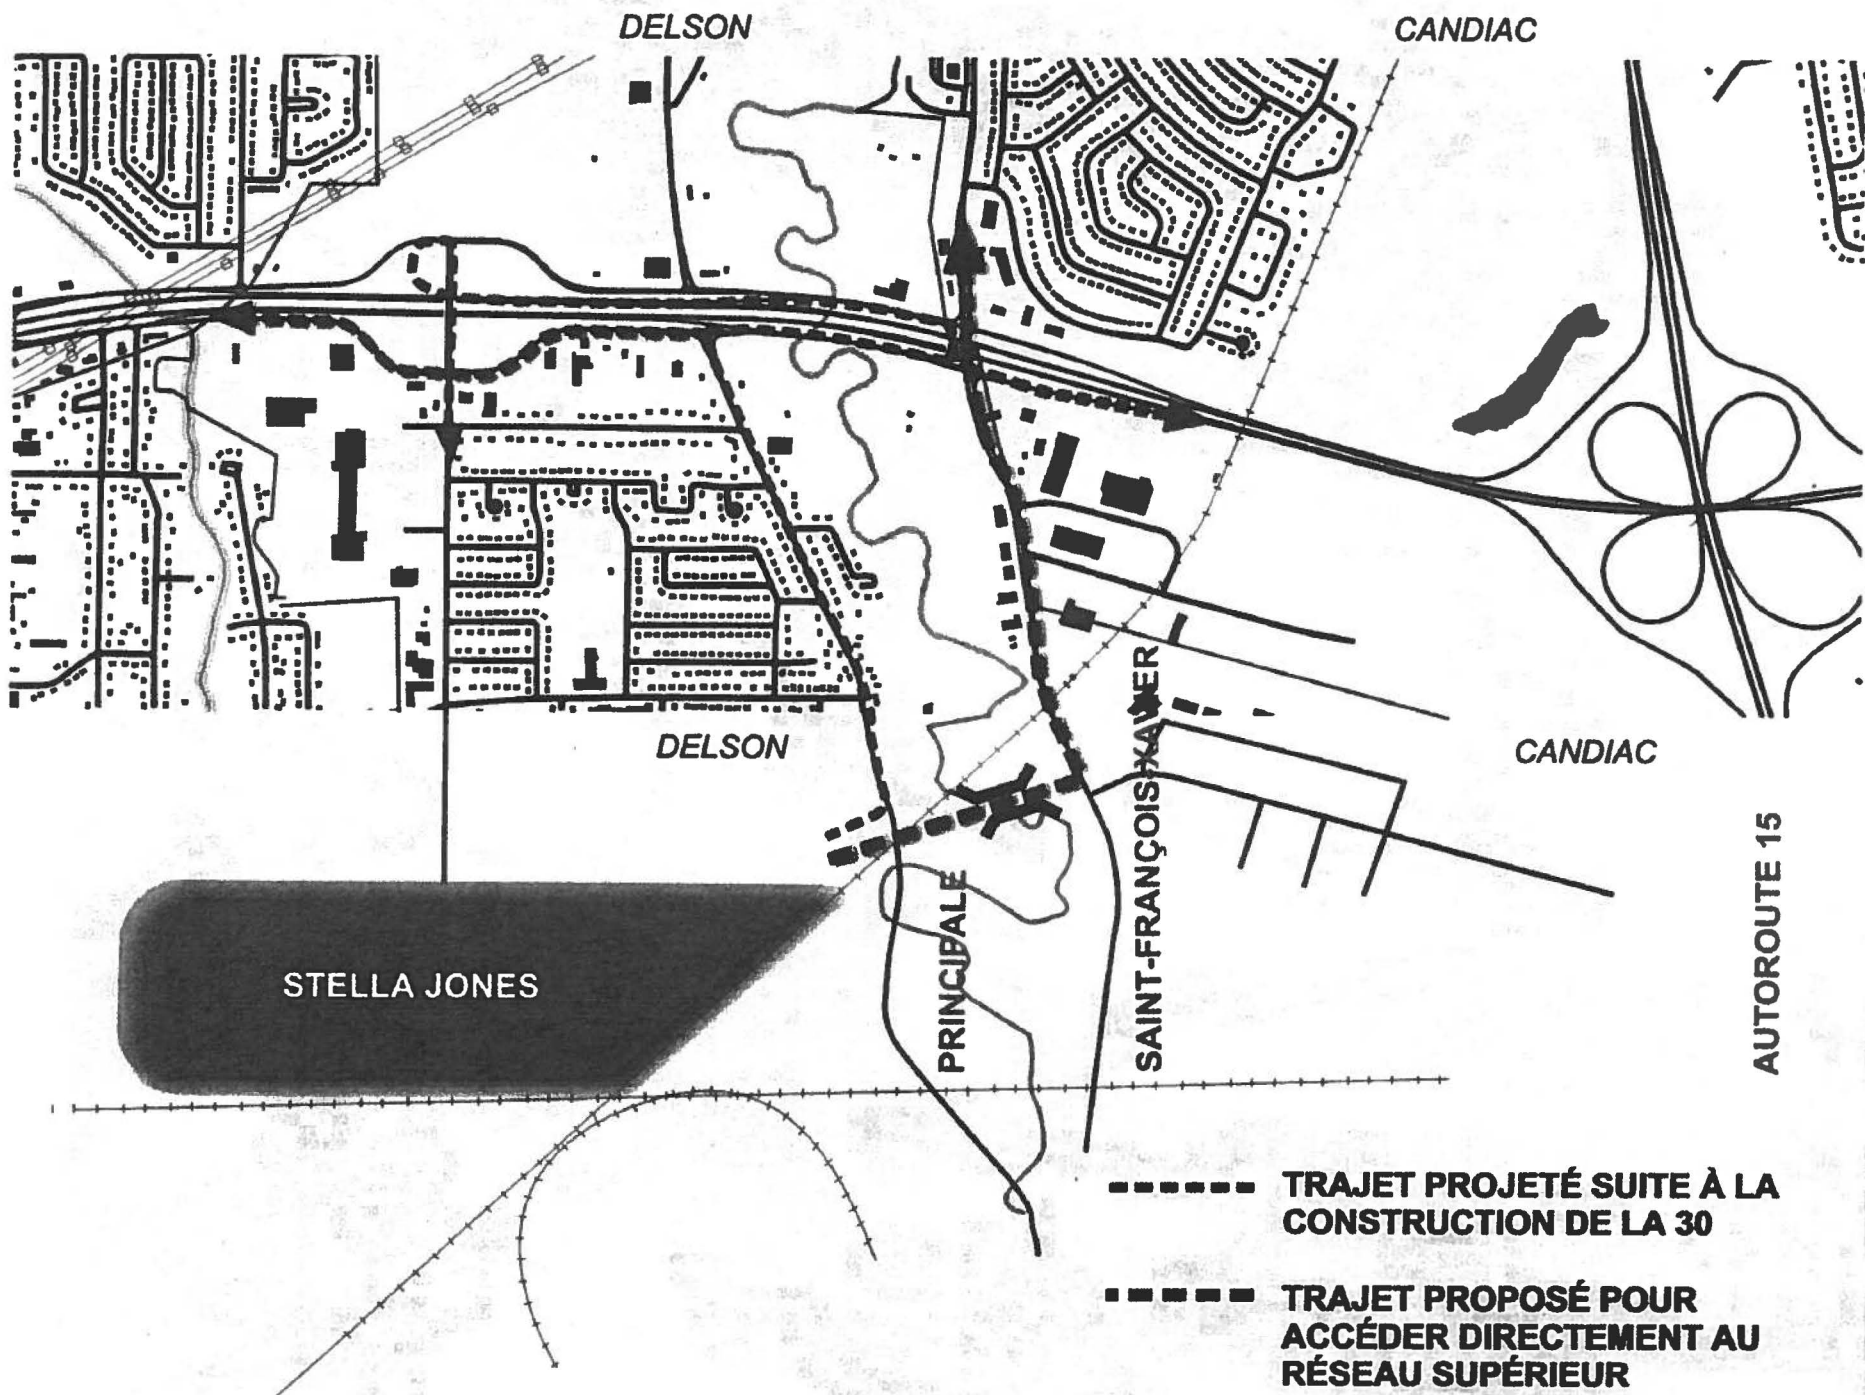 DELSON
CANDIAC
DELSON
CANDIAC
STELLA JONES
PRINCIPALE
SAINT-FRANÇOIS-XAVIER
AUTOROUTE 15
TRAJET PROJETÉ SUITE À LA
CONSTRUCTION DE LA 30
TRAJET PROPOSÉ POUR
ACCÉDER DIRECTEMENT AU
RÉSEAU SUPÉRIEUR